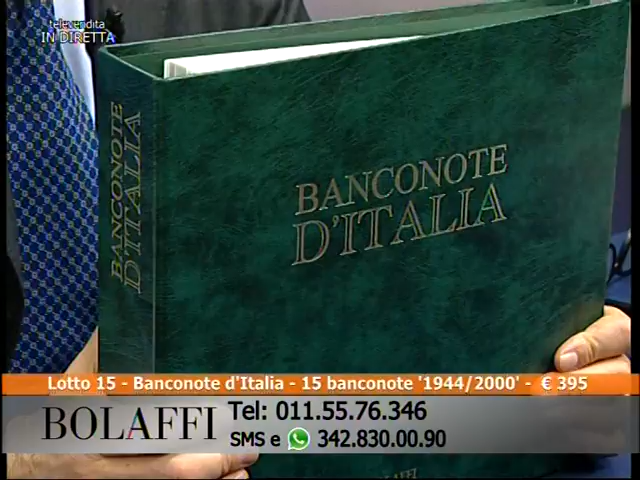 televendita
IN DIRETTA
BANCONOTE
D'ITALIA
BANCONOTE
D'ITALIA
Lotto 15 - Banconote d'Italia - 15 banconote '1944/2000' - € 395
BOLAFFI
Tel: 011.55.76.346
SMS e 342.830.00.90